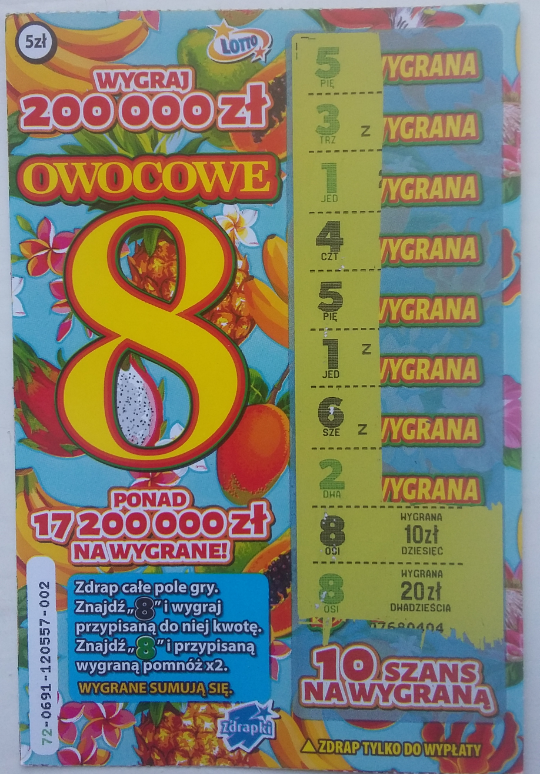 5zł
LOTTO
WYGRAJ
200 000 zł
OWOCOWE
8
PONAD
17 200 000 zł
NA WYGRANE!
Zdrap całe pole gry.
Znajdź „8” i wygraj
przypisaną do niej kwotę.
Znajdź „8” i przypisaną
wygraną pomnóż x2.
WYGRANE SUMUJĄ SIĘ.
Zdrapki
72-0691-120557-002
5 WYGRANA
PIĘ
3 Z WYGRANA
TRZ
1 WYGRANA
JED
4 WYGRANA
CZT
5 WYGRANA
PIĘ
1 Z WYGRANA
JED
6 Z WYGRANA
SZE
2 WYGRANA
DWA
8 WYGRANA
10zł
OSI DZIESIĘĆ
8 WYGRANA
20zł
OSI DWADZIEŚCIA
10 SZANS
NA WYGRANĄ
ZDRAP TYLKO DO WYPŁATY